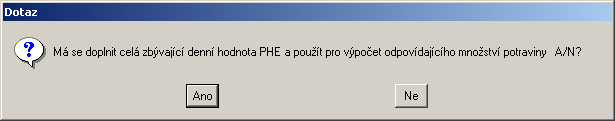 Dotaz
Má se doplnit celá zbývající denní hodnota PHE a použít pro výpočet odpovídajícího množství potraviny A/N?
Ano Ne